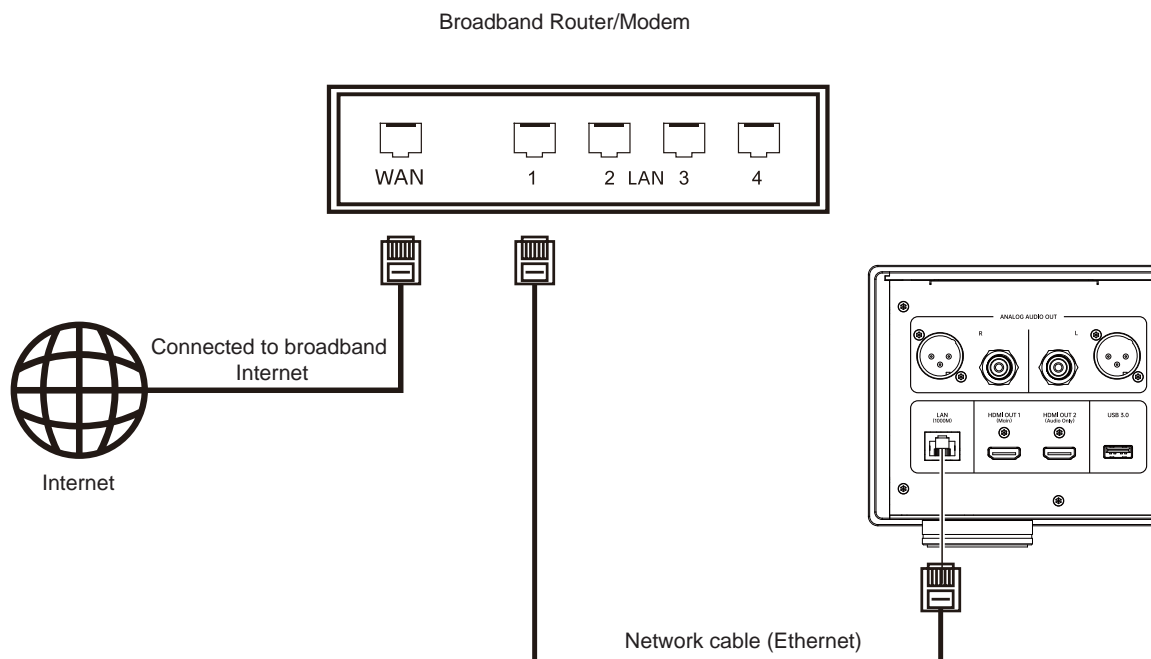 Broadband Router/Modem
WAN
1
2
LAN
3
4
Connected to broadband
Internet
Internet
ANALOG AUDIO OUT
R
L
LAN
(1000M)
HDMI OUT 1
(Main)
HDMI OUT 2
(Audio Only)
USB 3.0
Network cable (Ethernet)